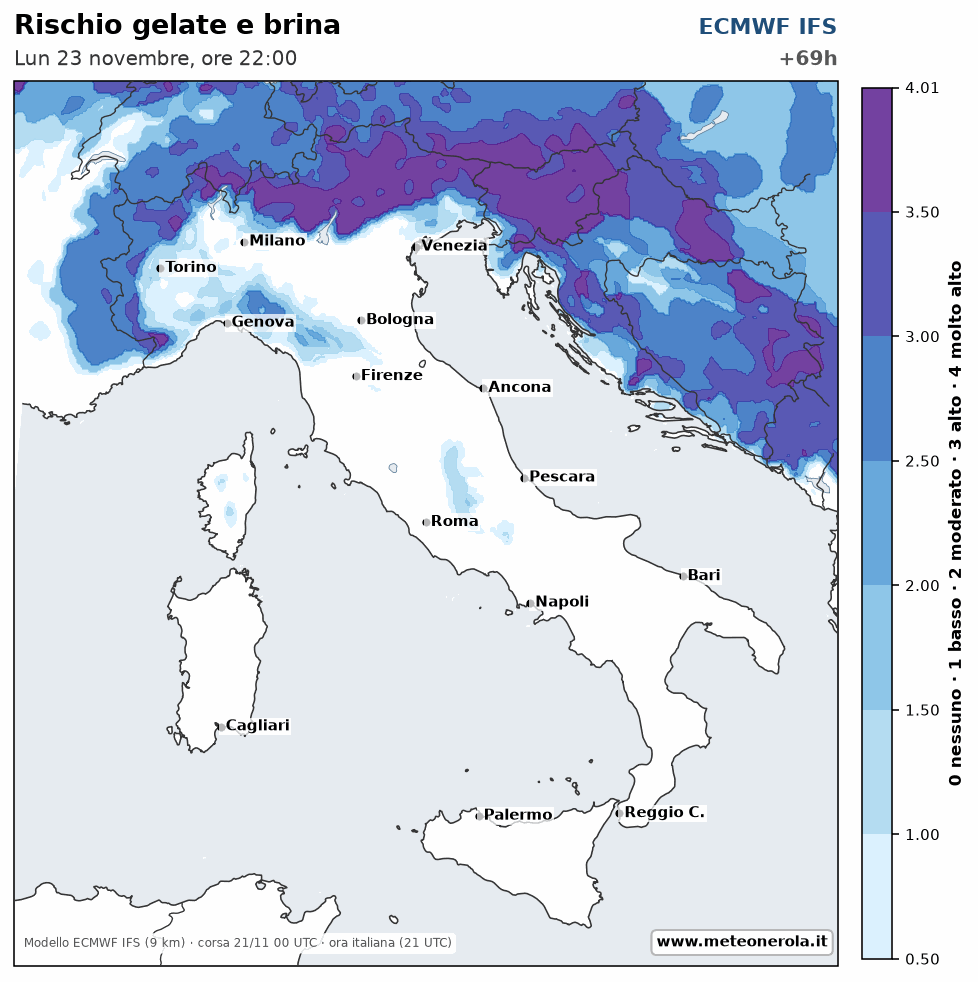 Rischio gelate e brina
ECMWF IFS
Lun 23 novembre, ore 22:00
+69h
Milano
Venezia
Torino
Genova
Bologna
Firenze
Ancona
Pescara
Roma
Bari
Napoli
Cagliari
Palermo
Reggio C.
Modello ECMWF IFS (9 km) · corsa 21/11 00 UTC · ora italiana (21 UTC)
www.meteonerola.it
4.01
3.50
3.00
2.50
2.00
1.50
1.00
0.50
0 nessuno · 1 basso · 2 moderato · 3 alto · 4 molto alto